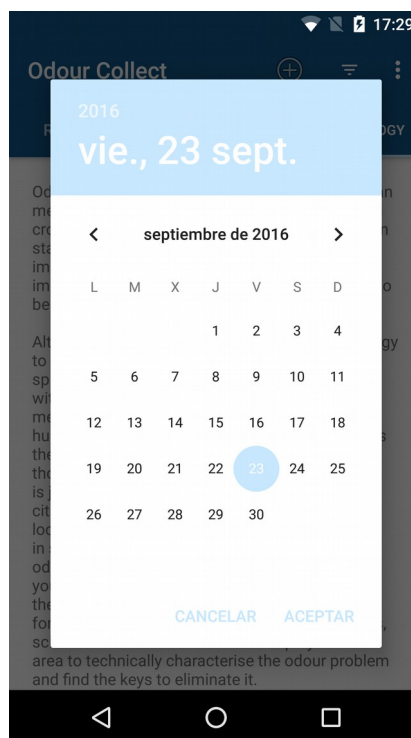 17:29
Odour Collect
2016
vie., 23 sept.
septiembre de 2016
L M X J V S D
1 2 3 4
5 6 7 8 9 10 11
12 13 14 15 16 17 18
19 20 21 22 23 24 25
26 27 28 29 30
CANCELAR ACEPTAR
area to technically characterise the odour problem
and find the keys to eliminate it.